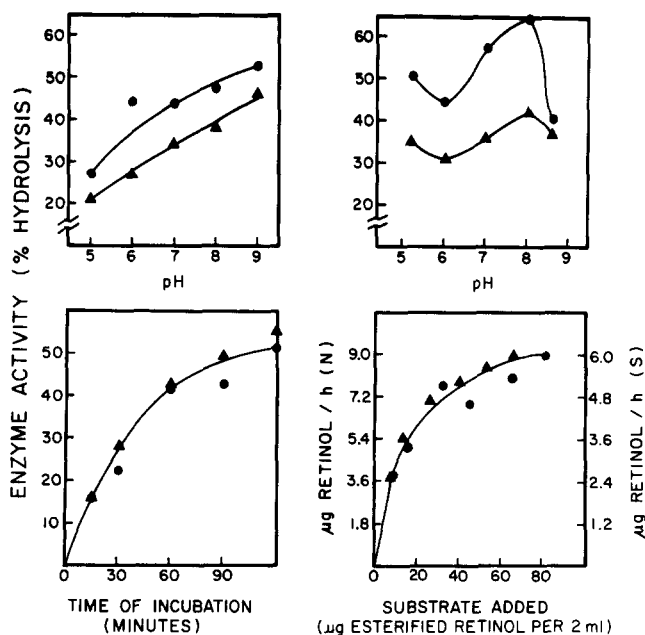 ENZYME ACTIVITY (% HYDROLYSIS)
60
50
40
30
20
5 6 7 8 9
pH
60
50
40
30
20
5 6 7 8 9
pH
50
40
30
20
10
0 30 60 90
TIME OF INCUBATION
(MINUTES)
µg RETINOL / h (N)
9.0
7.2
5.4
3.6
1.8
6.0
4.8
3.6
2.4
1.2
µg RETINOL / h (S)
0 20 40 60 80
SUBSTRATE ADDED
(µg ESTERIFIED RETINOL PER 2 ml)